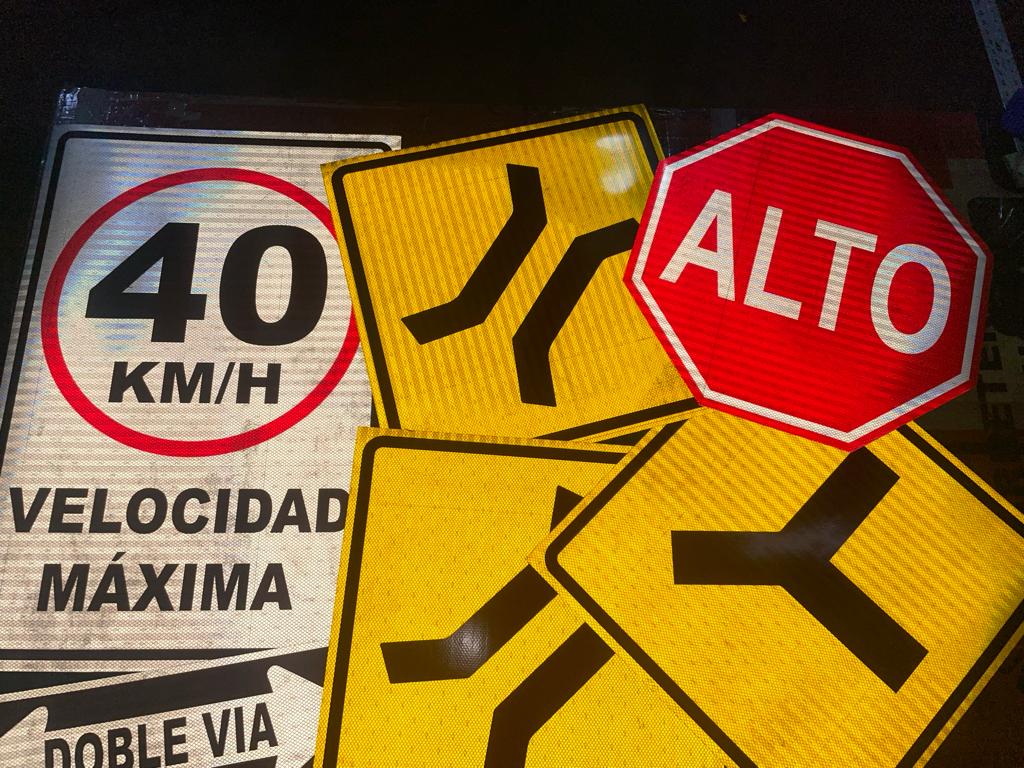 40
KM/H
VELOCIDAD
MÁXIMA
DOBLE VIA
ALTO